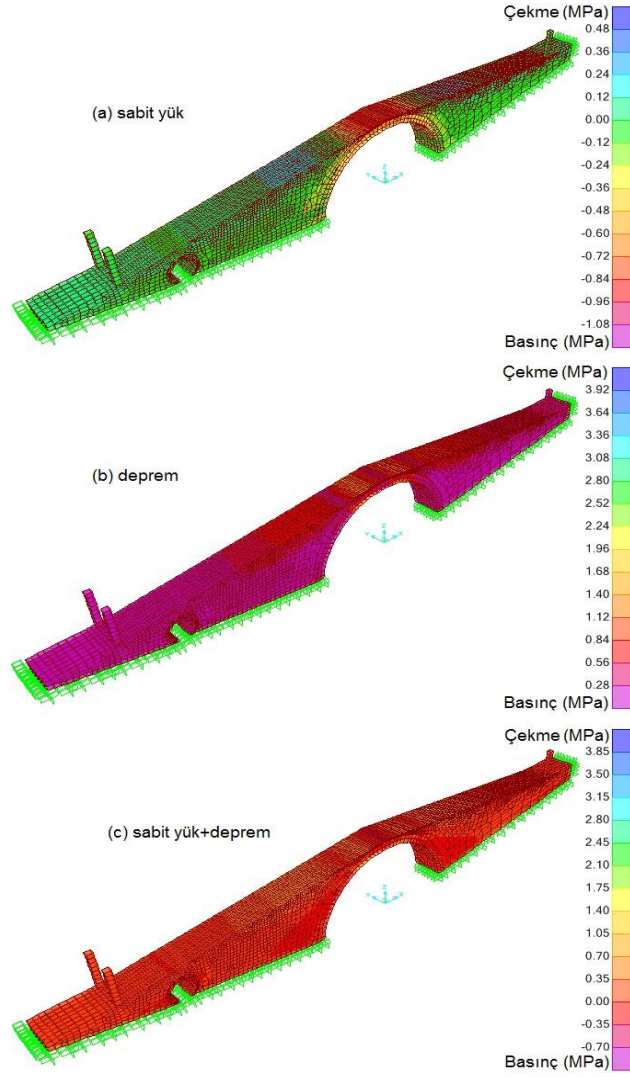 Çekme (MPa)
0.48
0.36
0.24
0.12
0.00
-0.12
-0.24
-0.36
-0.48
-0.60
-0.72
-0.84
-0.96
-1.08
Basınç (MPa)
(a) sabit yük
Z
Y
X
Çekme (MPa)
3.92
3.64
3.36
3.08
2.80
2.52
2.24
1.96
1.68
1.40
1.12
0.84
0.56
0.28
Basınç (MPa)
(b) deprem
Z
Y
X
Çekme (MPa)
3.85
3.50
3.15
2.80
2.45
2.10
1.75
1.40
1.05
0.70
0.35
0.00
-0.35
-0.70
Basınç (MPa)
(c) sabit yük+deprem
Z
Y
X